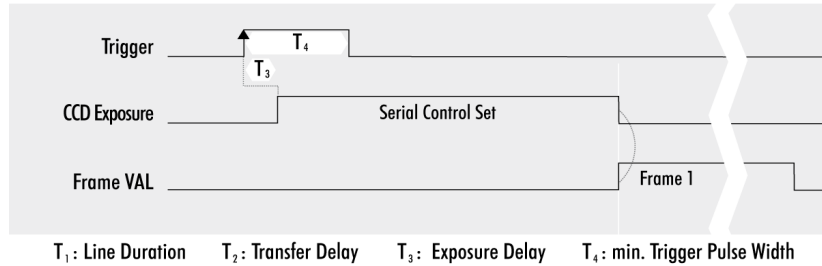 Trigger
T₄
T₃
CCD Exposure
Serial Control Set
Frame VAL
Frame 1
T₁: Line Duration T₂: Transfer Delay T₃: Exposure Delay T₄: min. Trigger Pulse Width